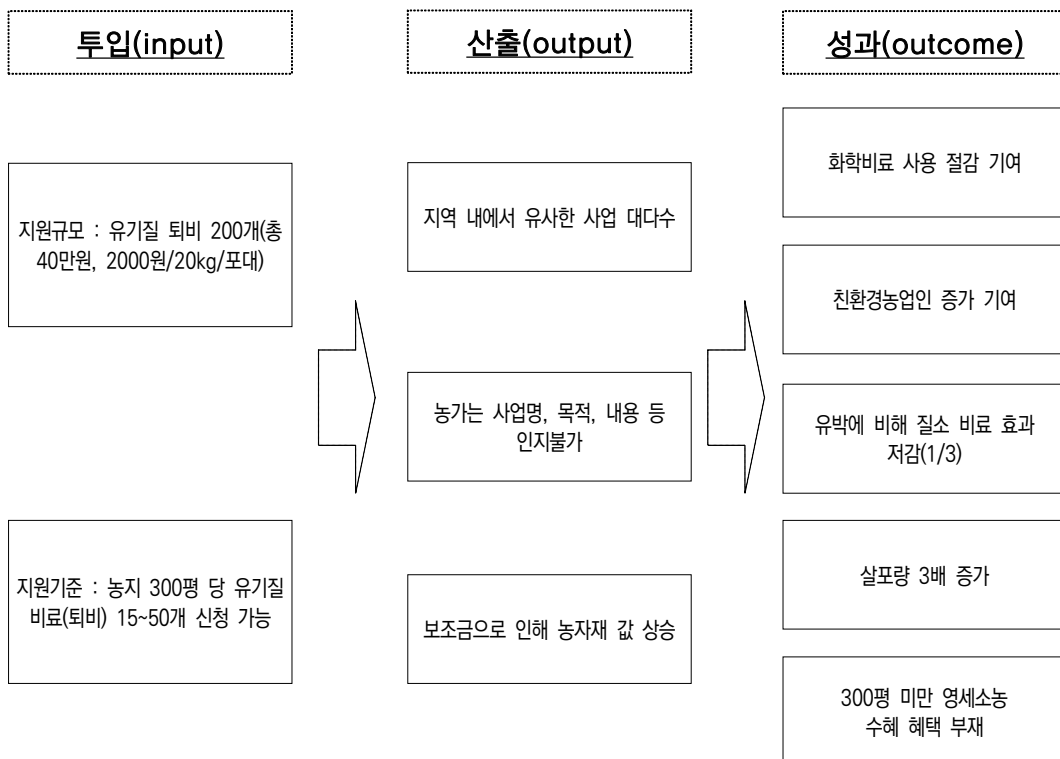 투입(input)
지원규모 : 유기질 퇴비 200개(총
40만원, 2000원/20kg/포대)
지원기준 : 농지 300평 당 유기질
비료(퇴비) 15~50개 신청 가능
산출(output)
지역 내에서 유사한 사업 대다수
농가는 사업명, 목적, 내용 등
인지불가
보조금으로 인해 농자재 값 상승
성과(outcome)
화학비료 사용 절감 기여
친환경농업인 증가 기여
유박에 비해 질소 비료 효과
저감(1/3)
살포량 3배 증가
300평 미만 영세소농
수혜 혜택 부재